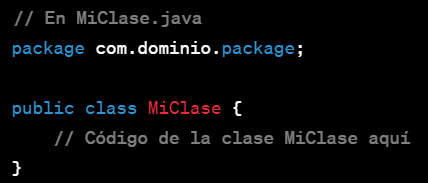 // En MiClase.java
package com.dominio.package;
public class MiClase {
// Código de la clase MiClase aquí
}